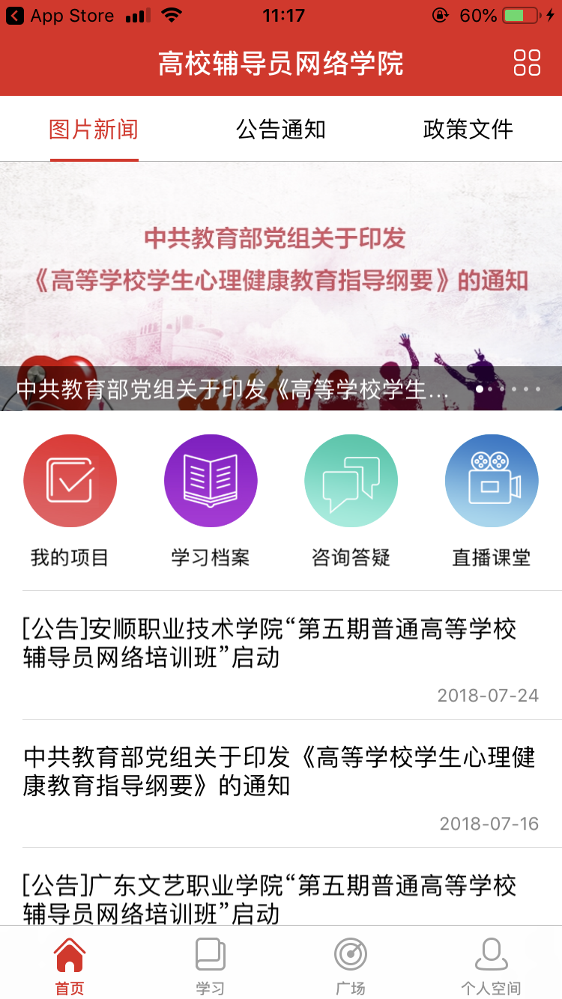 App Store
11:17
60%
高校辅导员网络学院
图片新闻
公告通知
政策文件
中共教育部党组关于印发
《高等学校学生心理健康教育指导纲要》的通知
中共教育部党组关于印发《高等学校学生...
我的项目
学习档案
咨询答疑
直播课堂
[公告]安顺职业技术学院“第五期普通高等学校
辅导员网络培训班”启动
2018-07-24
中共教育部党组关于印发《高等学校学生心理健
康教育指导纲要》的通知
2018-07-16
[公告]广东文艺职业学院“第五期普通高等学校
辅导员网络培训班”启动
首页
学习
广场
个人空间